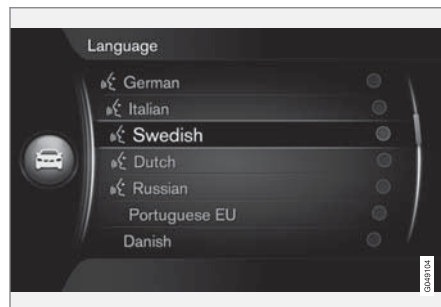 Language
German
Italian
Swedish
Dutch
Russian
Portuguese EU
Danish
G049104